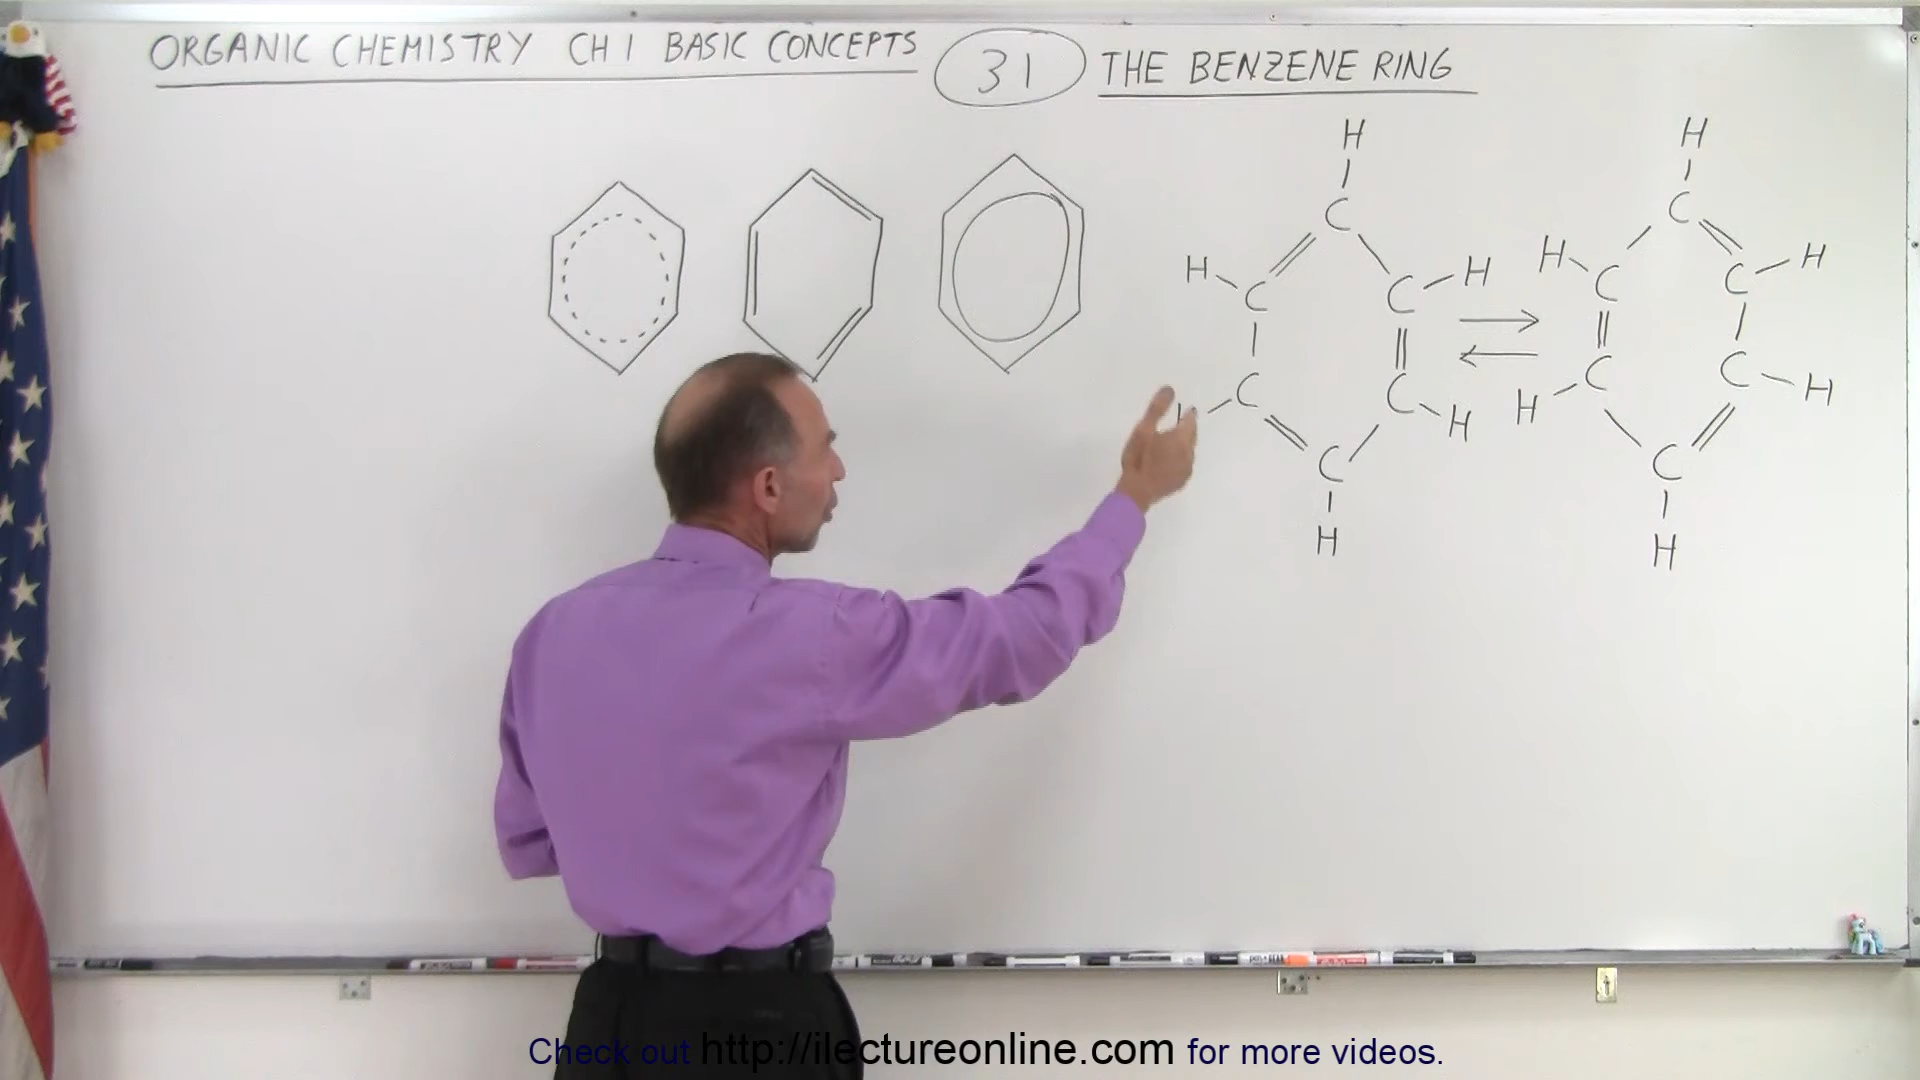 ORGANIC CHEMISTRY CH 1 BASIC CONCEPTS 31 THE BENZENE RING
H H
C C
H C C H H C C H
H C C H H C C H
C C
H H
Check out http://ilectureonline.com for more videos.